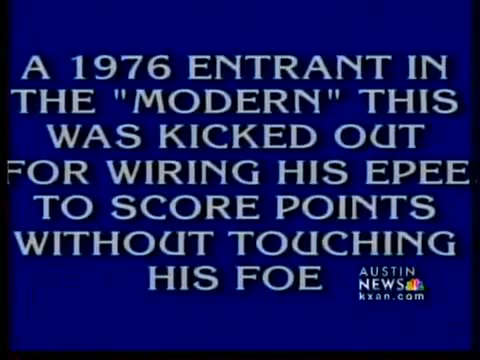 A 1976 ENTRANT IN
THE "MODERN" THIS
WAS KICKED OUT
FOR WIRING HIS EPEE
TO SCORE POINTS
WITHOUT TOUCHING
HIS FOE
AUSTIN
NEWS
kxan.com